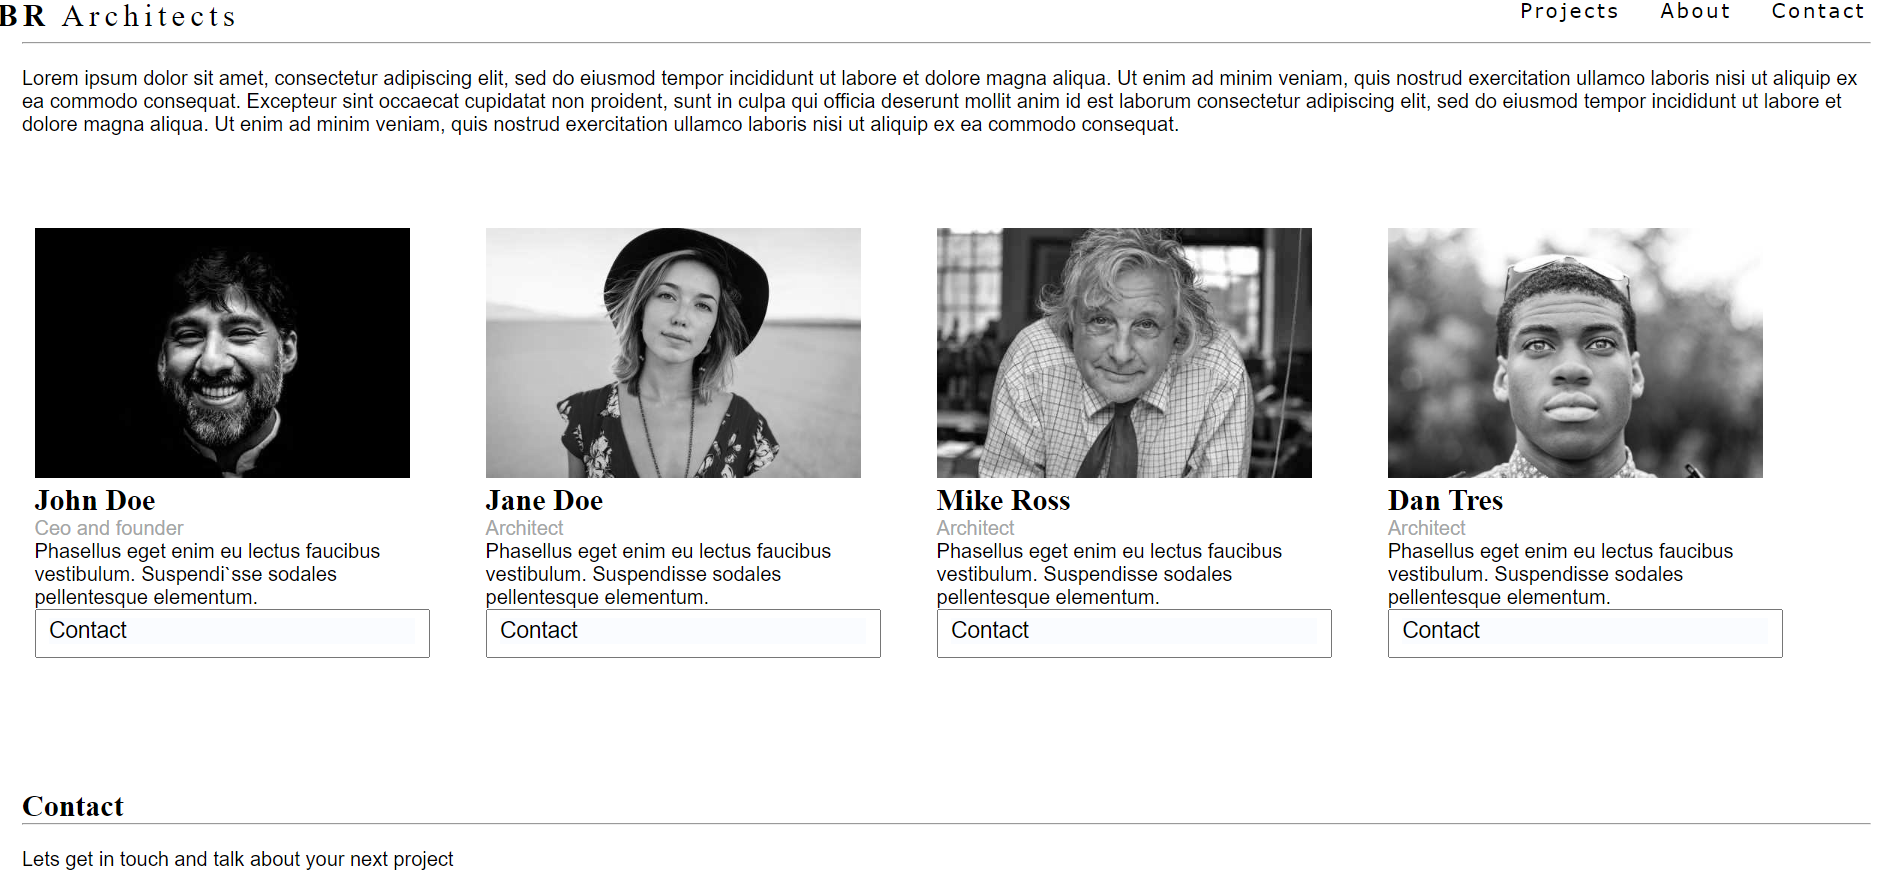 BR Architects
Projects About Contact
Lorem ipsum dolor sit amet, consectetur adipiscing elit, sed do eiusmod tempor incididunt ut labore et dolore magna aliqua. Ut enim ad minim veniam, quis nostrud exercitation ullamco laboris nisi ut aliquip ex
ea commodo consequat. Excepteur sint occaecat cupidatat non proident, sunt in culpa qui officia deserunt mollit anim id est laborum consectetur adipiscing elit, sed do eiusmod tempor incididunt ut labore et
dolore magna aliqua. Ut enim ad minim veniam, quis nostrud exercitation ullamco laboris nisi ut aliquip ex ea commodo consequat.
John Doe
Ceo and founder
Phasellus eget enim eu lectus faucibus
vestibulum. Suspendi`sse sodales
pellentesque elementum.
Contact
Jane Doe
Architect
Phasellus eget enim eu lectus faucibus
vestibulum. Suspendisse sodales
pellentesque elementum.
Contact
Mike Ross
Architect
Phasellus eget enim eu lectus faucibus
vestibulum. Suspendisse sodales
pellentesque elementum.
Contact
Dan Tres
Architect
Phasellus eget enim eu lectus faucibus
vestibulum. Suspendisse sodales
pellentesque elementum.
Contact
Contact
Lets get in touch and talk about your next project